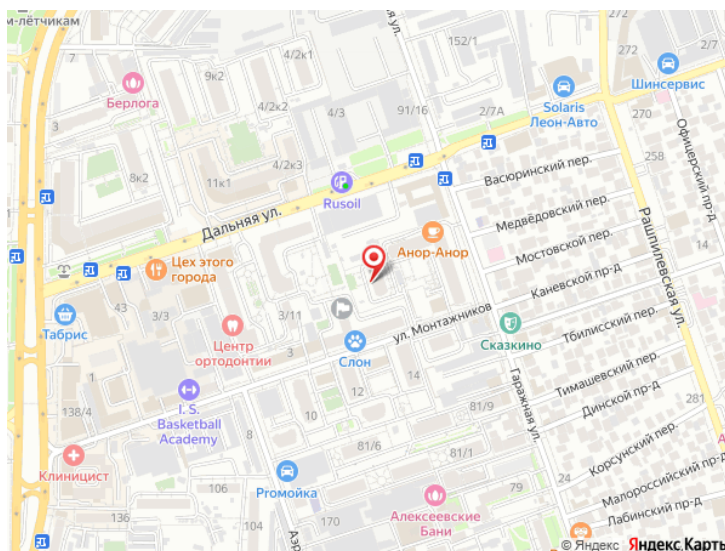 м-лётчикам
Берлога
9к2
4/2к1
4/2к2
4/3
91/16
152/1
2/7А
272
Шинсервис
Solaris
Леон-Авто
270
Офицерский пр-д
258
7
3
8к2
11к1
4/2к3
Rusoil
Дальняя ул.
Васюринский пер.
Медвёдовский пер.
Мостовской пер.
Каневский пр-д
Рашпилевская ул.
14
Анор-Анор
Цех этого
города
43
3/3
Табрис
Центр
ортодонтии
3/11
3
Слон
ул. Монтажников
Сказкино
Тбилисский пер.
Тимашевский пер.
Динской пр-д
281
I. S.
Basketball
Academy
138/4
8
10
12
14
81/9
Гаражная ул.
Корсунский пер.
Клиницист
81/6
81/1
24
Малороссийский пр-д
Лабинский пр-д
Proмойка
106
104
136
170
79
Алексеевские
Бани
© Яндекс Яндекс Карты